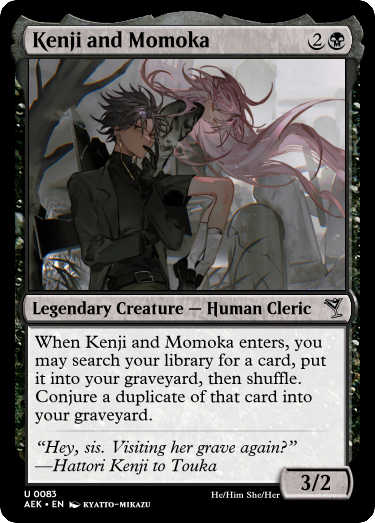 Kenji and Momoka 2
Legendary Creature — Human Cleric
When Kenji and Momoka enters, you
may search your library for a card, put
it into your graveyard, then shuffle.
Conjure a duplicate of that card into
your graveyard.
“Hey, sis. Visiting her grave again?”
—Hattori Kenji to Touka
3/2
U 0083
AEK • EN KYATTO-MIKAZU
He/Him She/Her